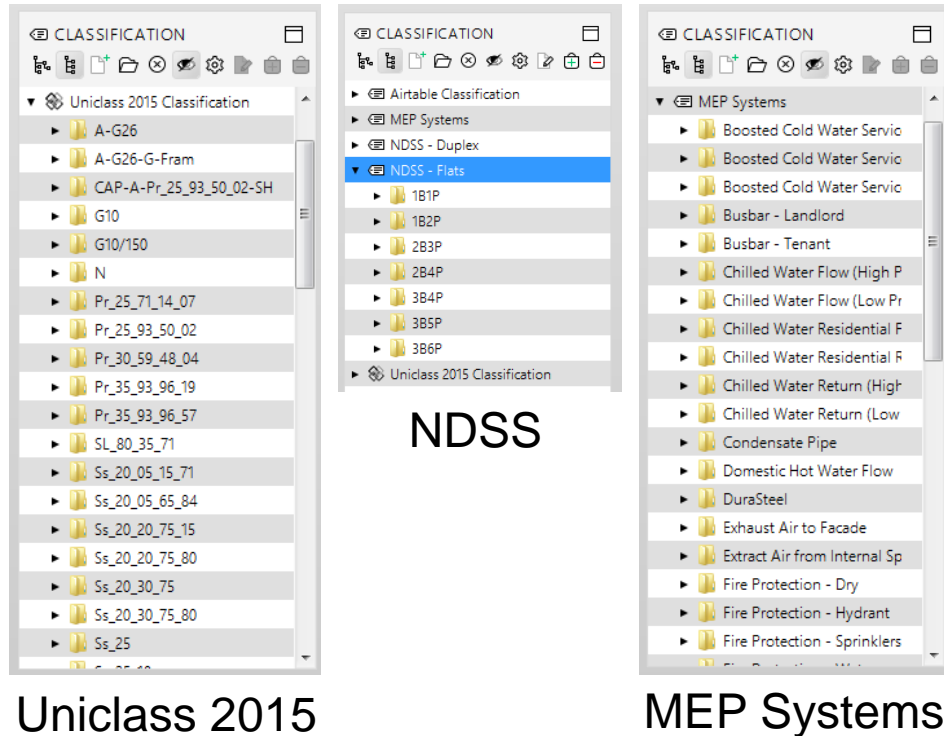 CLASSIFICATION
Uniclass 2015 Classification
A-G26
A-G26-G-Fram
CAP-A-Pr_25_93_50_02-SH
G10
G10/150
N
Pr_25_71_14_07
Pr_25_93_50_02
Pr_30_59_48_04
Pr_35_93_96_19
Pr_35_93_96_57
SL_80_35_71
Ss_20_05_15_71
Ss_20_05_65_84
Ss_20_20_75_15
Ss_20_20_75_80
Ss_20_30_75
Ss_20_30_75_80
Ss_25
Uniclass 2015
CLASSIFICATION
Airtable Classification
MEP Systems
NDSS - Duplex
NDSS - Flats
1B1P
1B2P
2B3P
2B4P
3B4P
3B5P
3B6P
Uniclass 2015 Classification
NDSS
CLASSIFICATION
MEP Systems
Boosted Cold Water Servic
Boosted Cold Water Servic
Boosted Cold Water Servic
Busbar - Landlord
Busbar - Tenant
Chilled Water Flow (High P
Chilled Water Flow (Low Pr
Chilled Water Residential F
Chilled Water Residential R
Chilled Water Return (High
Chilled Water Return (Low
Condensate Pipe
Domestic Hot Water Flow
DuraSteel
Exhaust Air to Facade
Extract Air from Internal Sp
Fire Protection - Dry
Fire Protection - Hydrant
Fire Protection - Sprinklers
MEP Systems